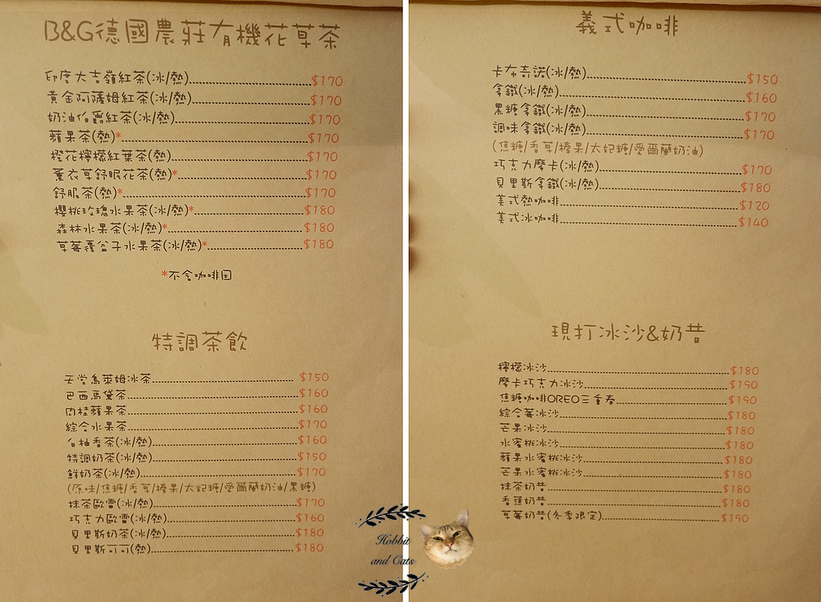 B&G德國農莊有機花草茶
印度大吉嶺紅茶(冰/熱)$170
黃金阿薩姆紅茶(冰/熱)$170
奶油伯爵紅茶(冰/熱)$170
蘋果茶(熱)*$170
橙花檸檬紅葉茶(熱)$170
薰衣草舒眠花茶(熱)*$170
舒眠茶(熱)*$170
櫻桃玫瑰水果茶(冰/熱)*$180
森林水果茶(冰/熱)*$180
草莓覆盆子水果茶(冰/熱)*$180
*不含咖啡因
特調茶飲
天堂烏萊姆冰茶$150
巴西馬黛茶$160
肉桂蘋果茶$160
綜合水果茶$170
白柚香茶(冰/熱)$160
特調奶茶(冰/熱)$150
鮮奶茶(冰/熱)$170
(原味/焦糖/香草/榛果/太妃糖/愛爾蘭奶油/黑糖)
抹茶歐蕾(冰/熱)$170
巧克力歐蕾(冰/熱)$160
貝里斯奶茶(冰/熱)$180
貝里斯可可(熱)$180
義式咖啡
卡布奇諾(冰/熱)$150
拿鐵(冰/熱)$160
黑糖拿鐵(冰/熱)$170
調味拿鐵(冰/熱)$170
(焦糖/香草/榛果/太妃糖/愛爾蘭奶油)
巧克力摩卡(冰/熱)$170
貝里斯拿鐵(冰/熱)$180
美式熱咖啡$120
美式冰咖啡$140
現打冰沙&奶昔
檸檬冰沙$180
摩卡巧克力冰沙$190
焦糖咖啡OREO三重奏$190
綜合莓冰沙$180
芒果冰沙$180
水蜜桃冰沙$180
蘋果水蜜桃冰沙$180
芒果水蜜桃冰沙$180
抹茶奶昔$180
香蕉奶昔$180
草莓奶昔(冬季限定)$190
Hobbit
and Cats